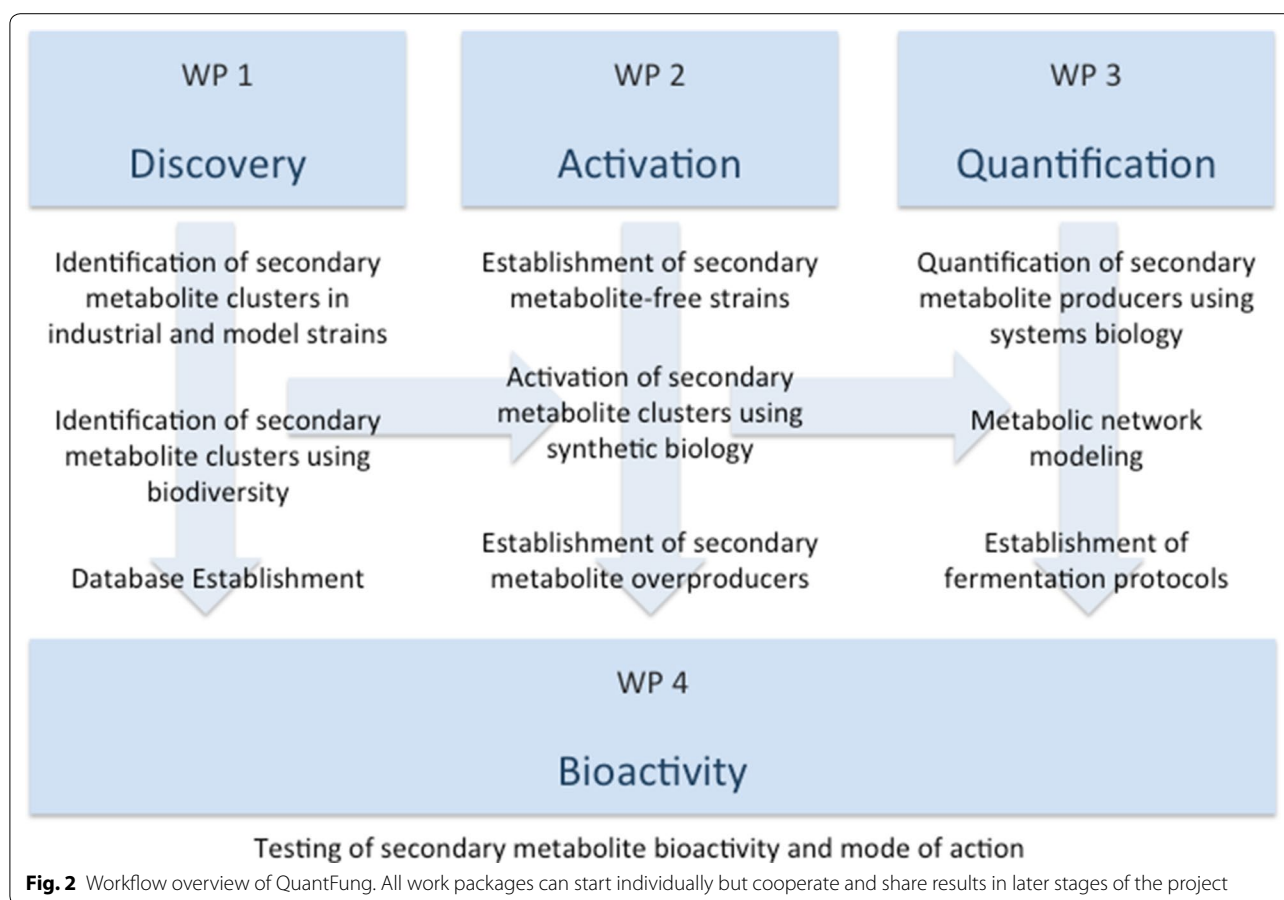 WP 1
Discovery
Identification of secondary
metabolite clusters in
industrial and model strains
Identification of secondary
metabolite clusters using
biodiversity
Database Establishment
WP 2
Activation
Establishment of secondary
metabolite-free strains
Activation of secondary
metabolite clusters using
synthetic biology
Establishment of secondary
metabolite overproducers
WP 3
Quantification
Quantification of secondary
metabolite producers using
systems biology
Metabolic network
modeling
Establishment of
fermentation protocols
WP 4
Bioactivity
Testing of secondary metabolite bioactivity and mode of action
Fig. 2 Workflow overview of QuantFung. All work packages can start individually but cooperate and share results in later stages of the project